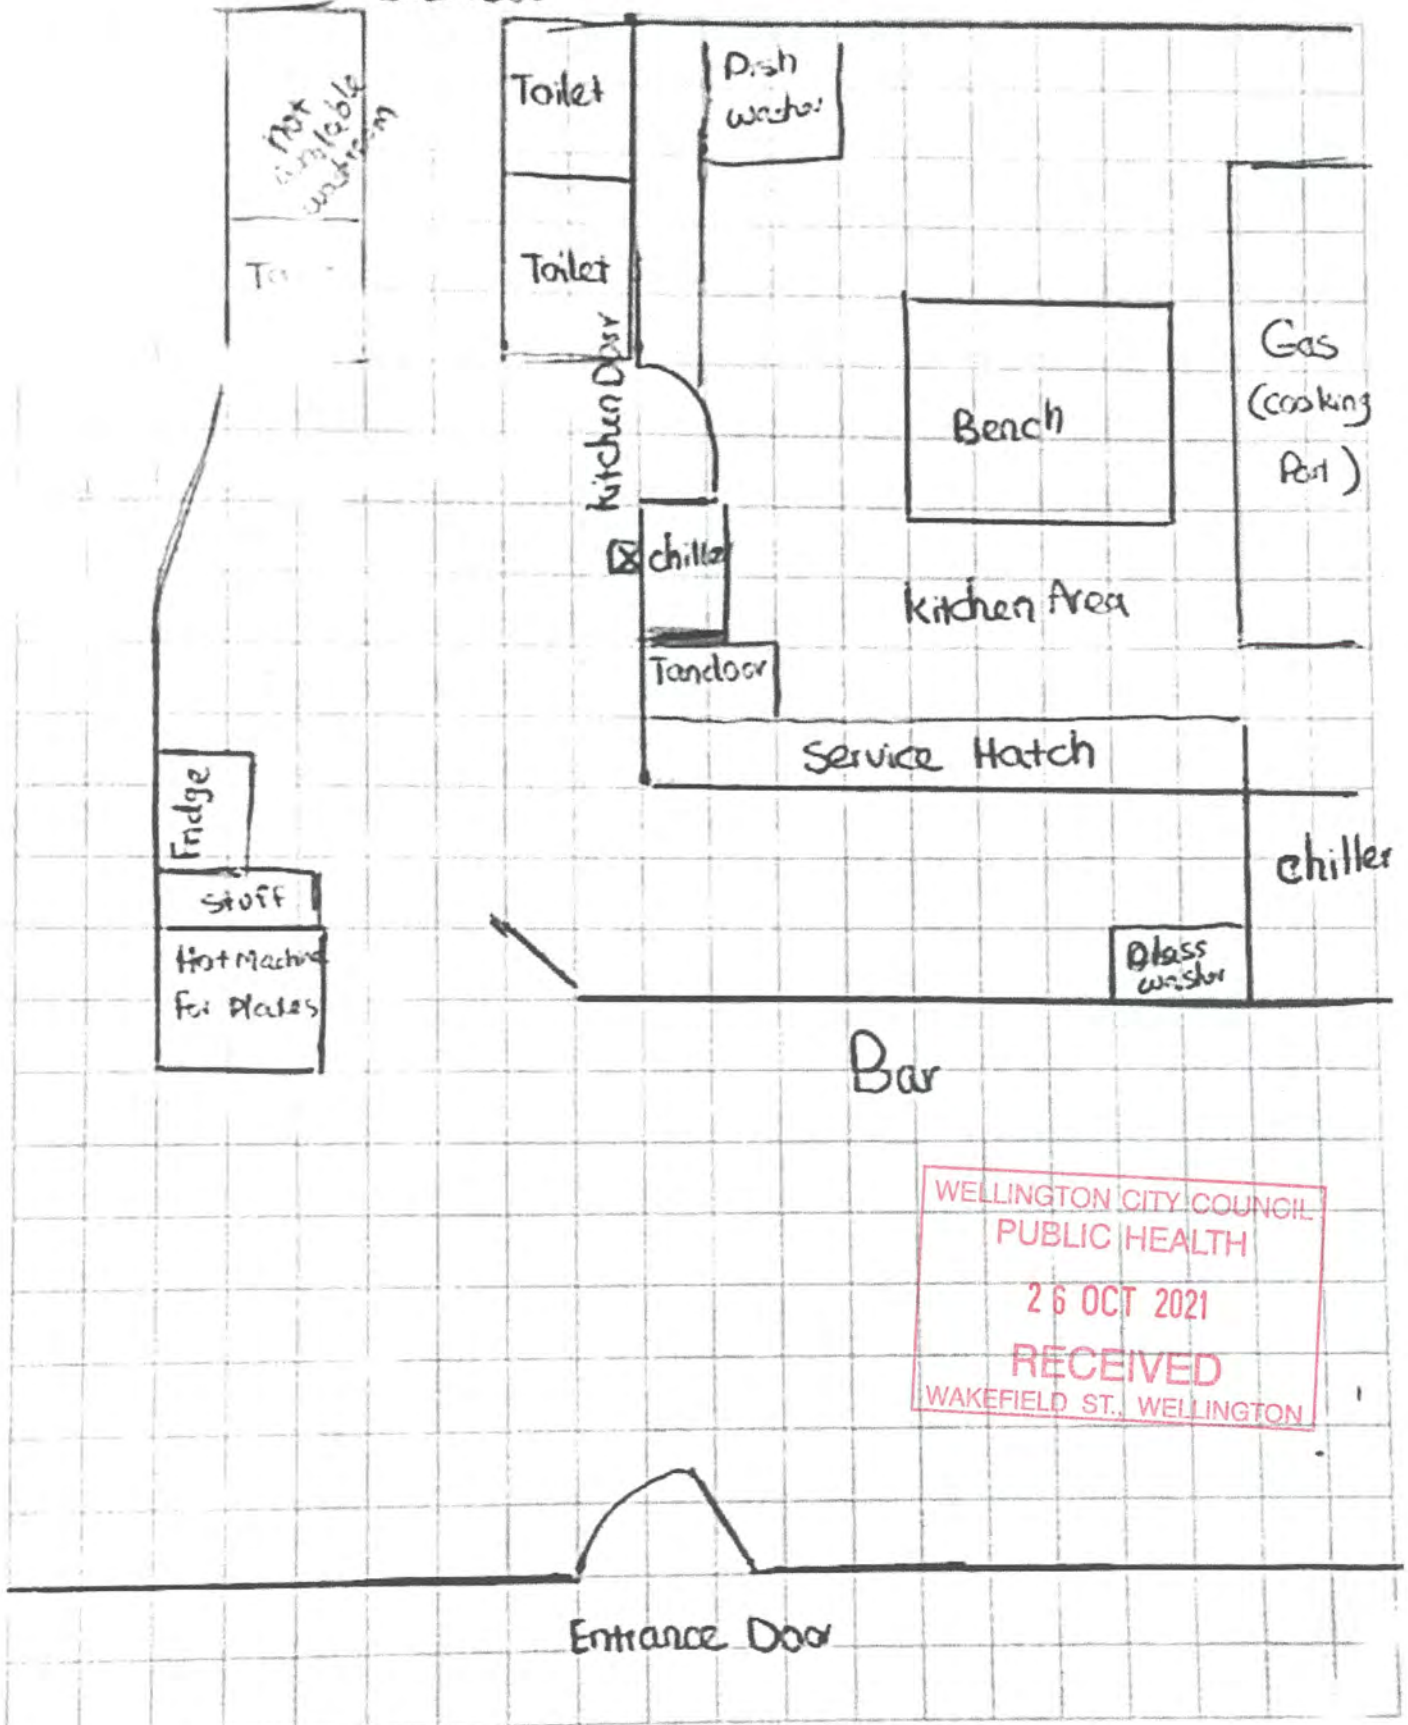 Toilet
Dish
washer
Not
washroom
Toilet
Kitchen Door
Gas
(cooking
Part)
Bench
chiller
Kitchen Area
Tandoor
Service Hatch
Fridge
stuff
chiller
Hot Machine
For Plates
washer
Bar
WELLINGTON CITY COUNCIL
PUBLIC HEALTH
26 OCT 2021
RECEIVED
WAKEFIELD ST., WELLINGTON
Entrance Door